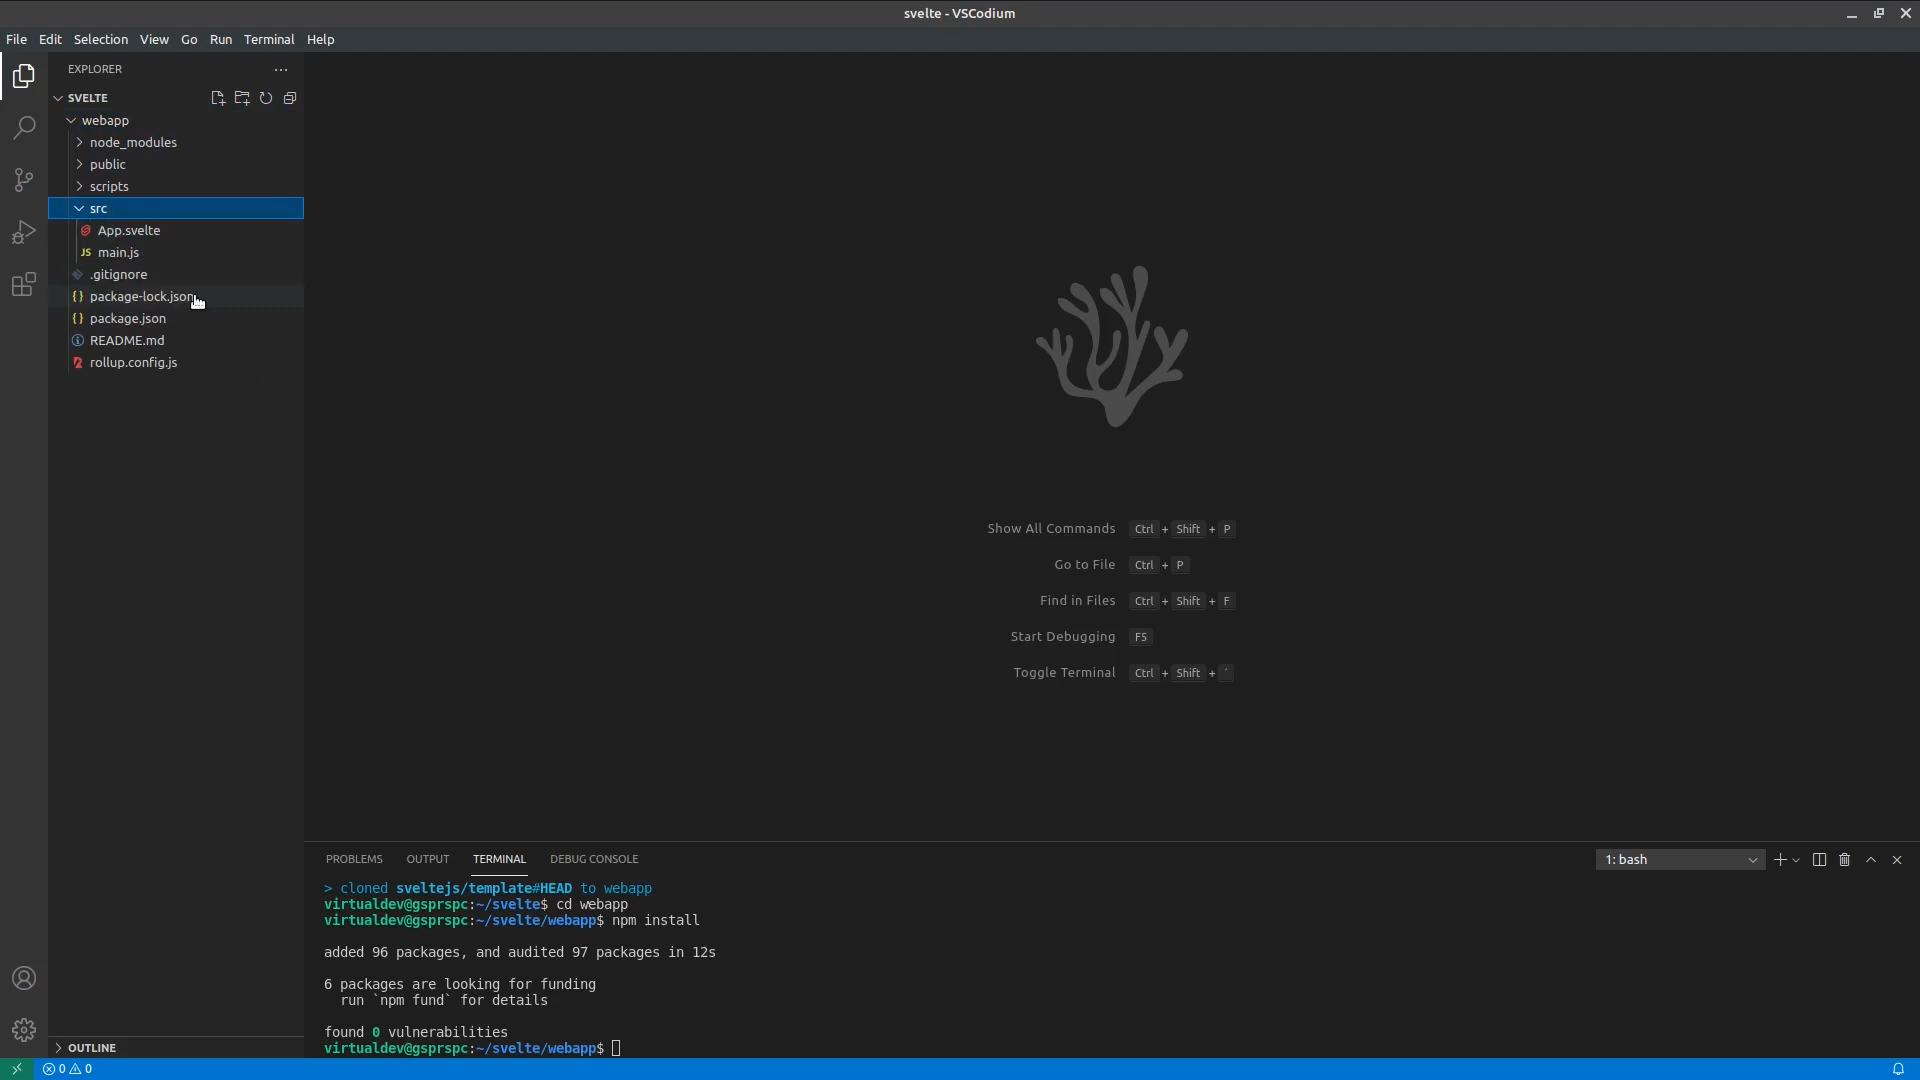 svelte - VSCodium
File Edit Selection View Go Run Terminal Help
EXPLORER
SVELTE
webapp
node_modules
public
scripts
src
App.svelte
JS main.js
.gitignore
{} package-lock.json
{} package.json
README.md
rollup.config.js
Show All Commands Ctrl + Shift + P
Go to File Ctrl + P
Find in Files Ctrl + Shift + F
Start Debugging F5
Toggle Terminal Ctrl + Shift + `
PROBLEMS OUTPUT TERMINAL DEBUG CONSOLE 1: bash
> cloned sveltejs/template#HEAD to webapp
virtualdev@gsprspc:~/svelte$ cd webapp
virtualdev@gsprspc:~/svelte/webapp$ npm install
added 96 packages, and audited 97 packages in 12s
6 packages are looking for funding
run `npm fund` for details
found 0 vulnerabilities
virtualdev@gsprspc:~/svelte/webapp$
OUTLINE
0 0